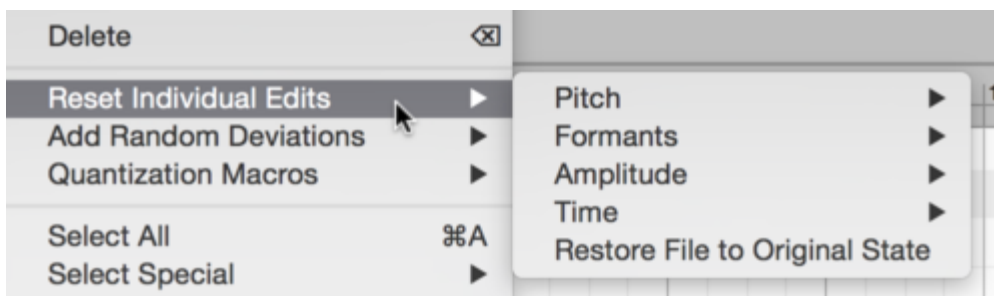 Delete ⌫
Reset Individual Edits ▶
Add Random Deviations ▶
Quantization Macros ▶
Select All ⌘A
Select Special ▶
Pitch ▶
Formants ▶
Amplitude ▶
Time ▶
Restore File to Original State